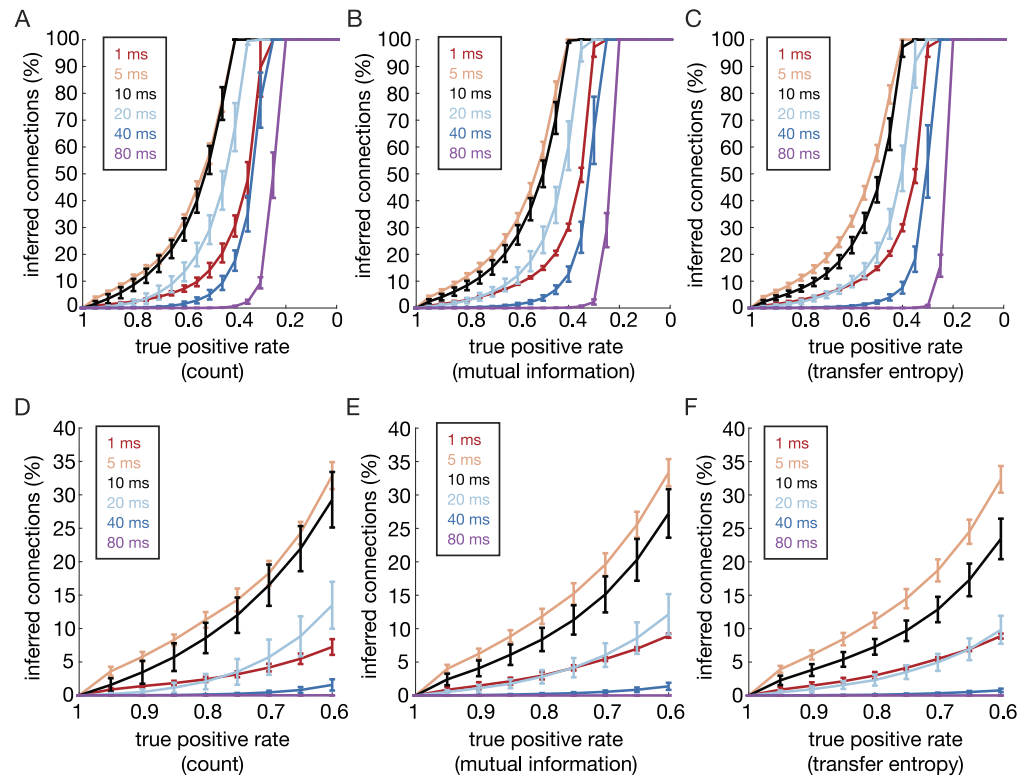 A
inferred connections (%)
100
90
80
70
60
50
40
30
20
10
0
1 ms
5 ms
10 ms
20 ms
40 ms
80 ms
1 0.8 0.6 0.4 0.2 0
true positive rate
(count)
B
inferred connections (%)
100
90
80
70
60
50
40
30
20
10
0
1 ms
5 ms
10 ms
20 ms
40 ms
80 ms
1 0.8 0.6 0.4 0.2 0
true positive rate
(mutual information)
C
inferred connections (%)
100
90
80
70
60
50
40
30
20
10
0
1 ms
5 ms
10 ms
20 ms
40 ms
80 ms
1 0.8 0.6 0.4 0.2 0
true positive rate
(transfer entropy)
D
inferred connections (%)
40
35
30
25
20
15
10
5
0
1 ms
5 ms
10 ms
20 ms
40 ms
80 ms
1 0.9 0.8 0.7 0.6
true positive rate
(count)
E
inferred connections (%)
40
35
30
25
20
15
10
5
0
1 ms
5 ms
10 ms
20 ms
40 ms
80 ms
1 0.9 0.8 0.7 0.6
true positive rate
(mutual information)
F
inferred connections (%)
40
35
30
25
20
15
10
5
0
1 ms
5 ms
10 ms
20 ms
40 ms
80 ms
1 0.9 0.8 0.7 0.6
true positive rate
(transfer entropy)